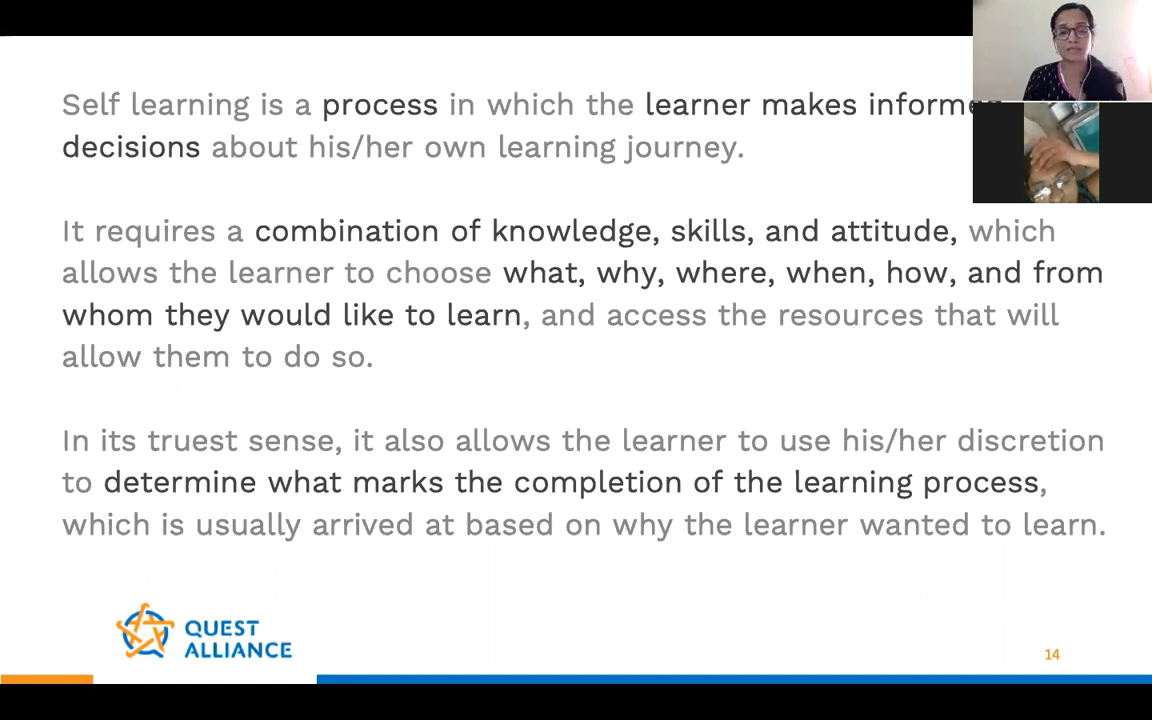 Self learning is a process in which the learner makes informe
decisions about his/her own learning journey.
It requires a combination of knowledge, skills, and attitude, which
allows the learner to choose what, why, where, when, how, and from
whom they would like to learn, and access the resources that will
allow them to do so.
In its truest sense, it also allows the learner to use his/her discretion
to determine what marks the completion of the learning process,
which is usually arrived at based on why the learner wanted to learn.
QUEST
ALLIANCE
14